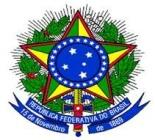 REPÚBLICA FEDERATIVA DO BRASIL
15 de Novembro de 1889